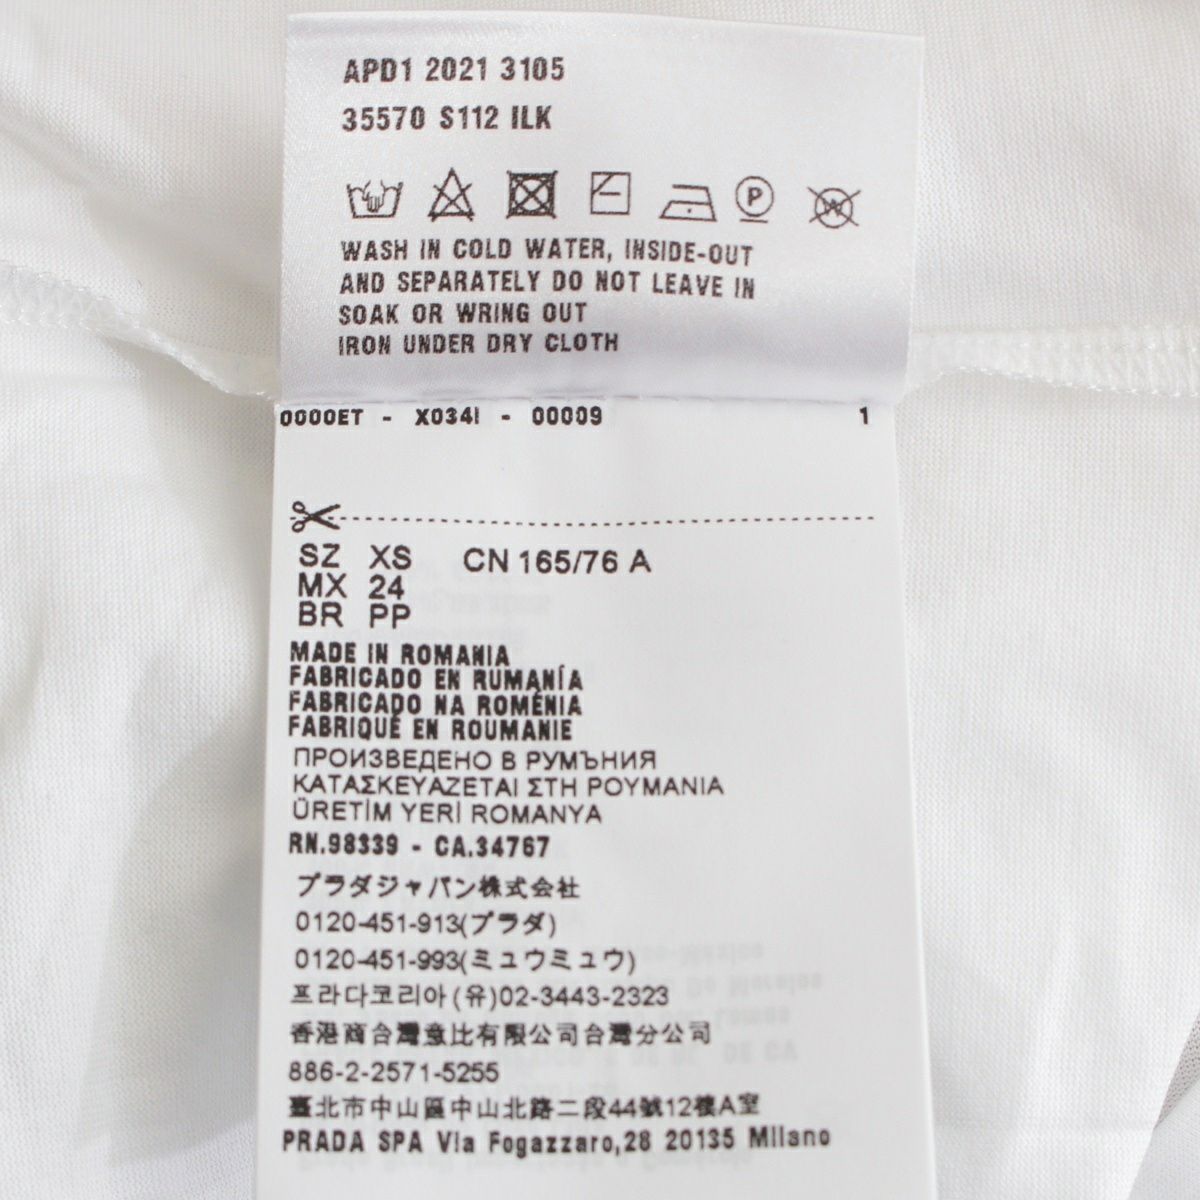 APD1 2021 3105
35570 S112 ILK
P
W
WASH IN COLD WATER, INSIDE-OUT
AND SEPARATELY DO NOT LEAVE IN
SOAK OR WRING OUT
IRON UNDER DRY CLOTH
0000ET - X034I - 00009 1
SZ XS CN 165/76 A
MX 24
BR PP
MADE IN ROMANIA
FABRICADO EN RUMANÍA
FABRICADO NA ROMÉNIA
FABRIQUÉ EN ROUMANIE
ПРОИЗВЕДЕНО В РУМЪНИЯ
ΚΑΤΑΣΚΕΥΑΖΕΤΑΙ ΣΤΗ ΡΟΥΜΑΝΙΑ
ÜRETİM YERİ ROMANYA
RN.98339 - CA.34767
プラダジャパン株式会社
0120-451-913(プラダ)
0120-451-993(ミュウミュウ)
프라다코리아(유)02-3443-2323
香港商台灣意比有限公司台灣分公司
886-2-2571-5255
臺北市中山區中山北路二段44號12樓A室
PRADA SPA Via Fogazzaro,28 20135 Milano